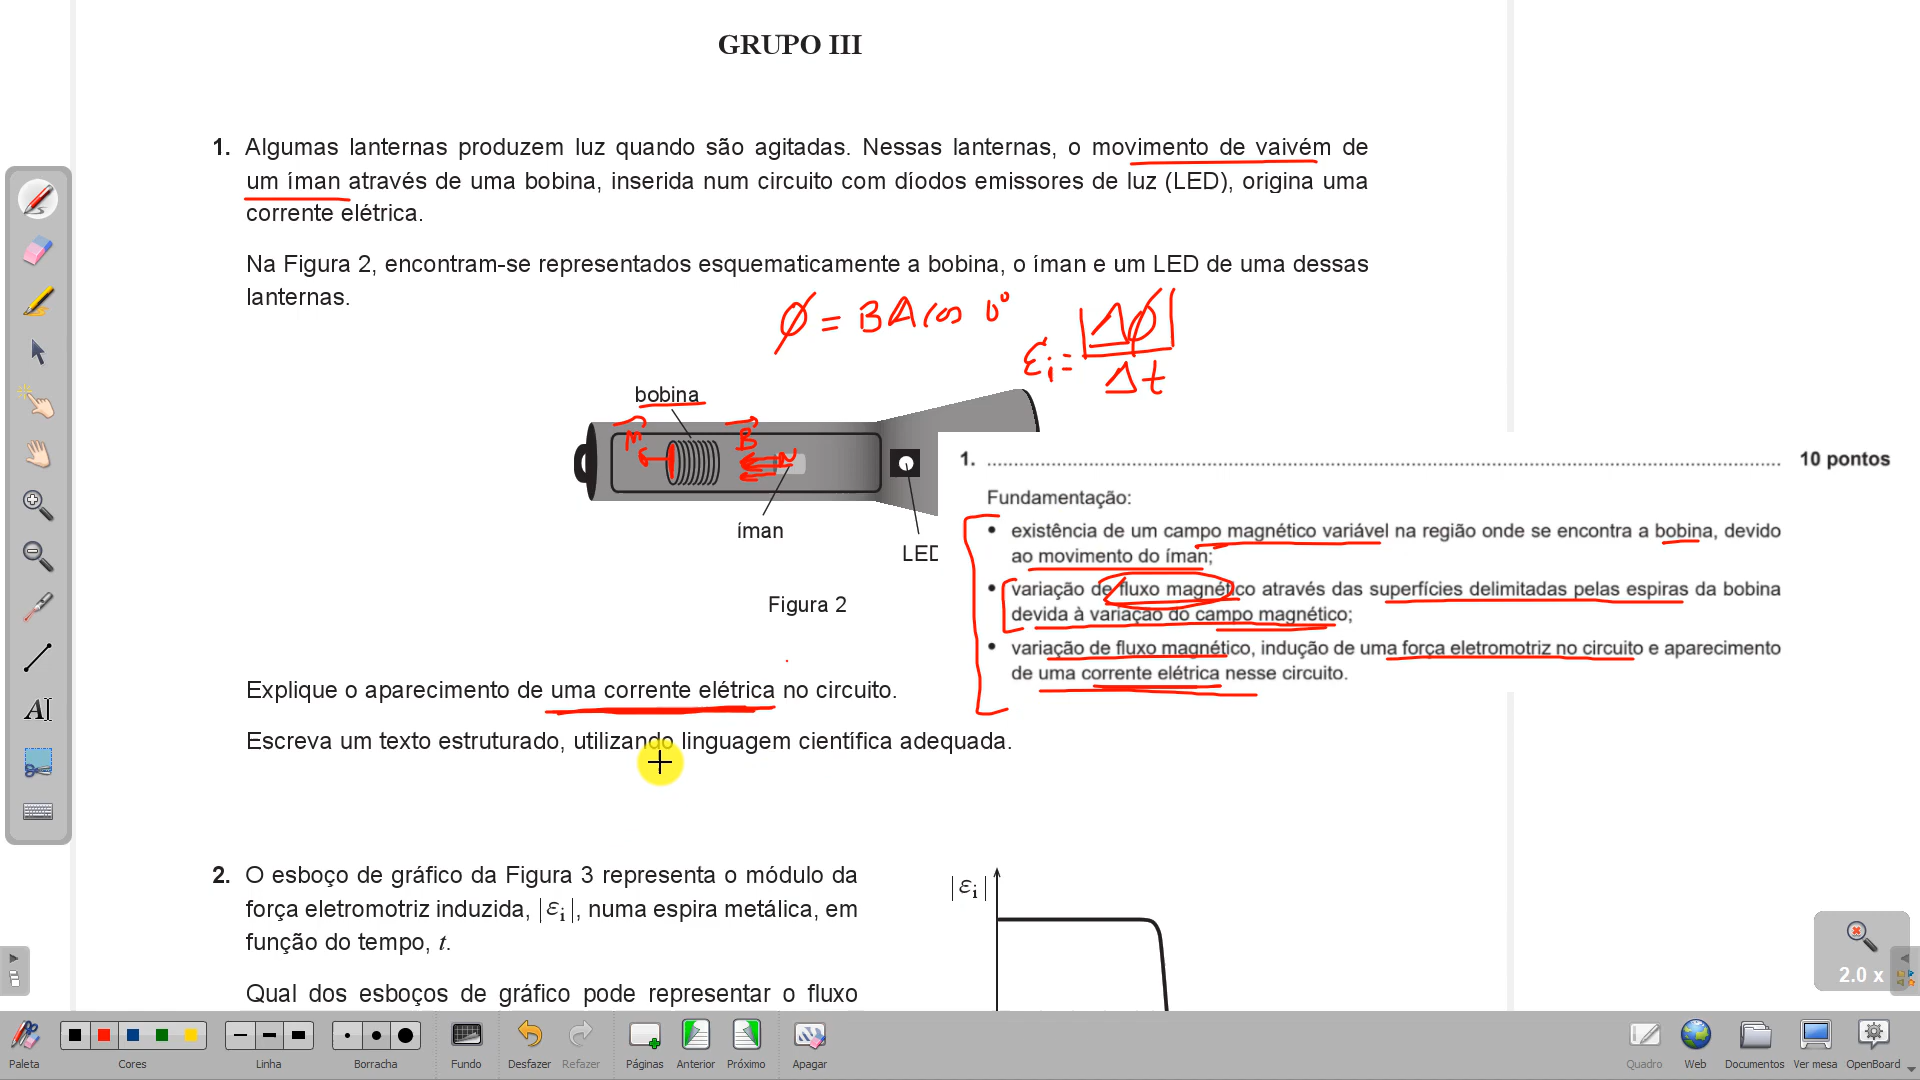 GRUPO III
1. Algumas lanternas produzem luz quando são agitadas. Nessas lanternas, o movimento de vaivém de
um íman através de uma bobina, inserida num circuito com díodos emissores de luz (LED), origina uma
corrente elétrica.
Na Figura 2, encontram-se representados esquematicamente a bobina, o íman e um LED de uma dessas
lanternas.
ϕ = BA cos 0°
εi = |Δϕ|
Δt
bobina
n
B
N
íman
LED
Figura 2
1. 10 pontos
Fundamentação:
• existência de um campo magnético variável na região onde se encontra a bobina, devido
ao movimento do íman;
• variação de fluxo magnético através das superfícies delimitadas pelas espiras da bobina
devida à variação do campo magnético;
• variação de fluxo magnético, indução de uma força eletromotriz no circuito e aparecimento
de uma corrente elétrica nesse circuito.
Explique o aparecimento de uma corrente elétrica no circuito.
Escreva um texto estruturado, utilizando linguagem científica adequada.
2. O esboço de gráfico da Figura 3 representa o módulo da
força eletromotriz induzida, |εi|, numa espira metálica, em
função do tempo, t.
Qual dos esboços de gráfico pode representar o fluxo
|εi|
2.0 x
Paleta
Cores
Linha
Borracha
Fundo
Desfazer
Refazer
Páginas
Anterior
Próximo
Apagar
Quadro
Web
Documentos
Ver mesa
OpenBoard